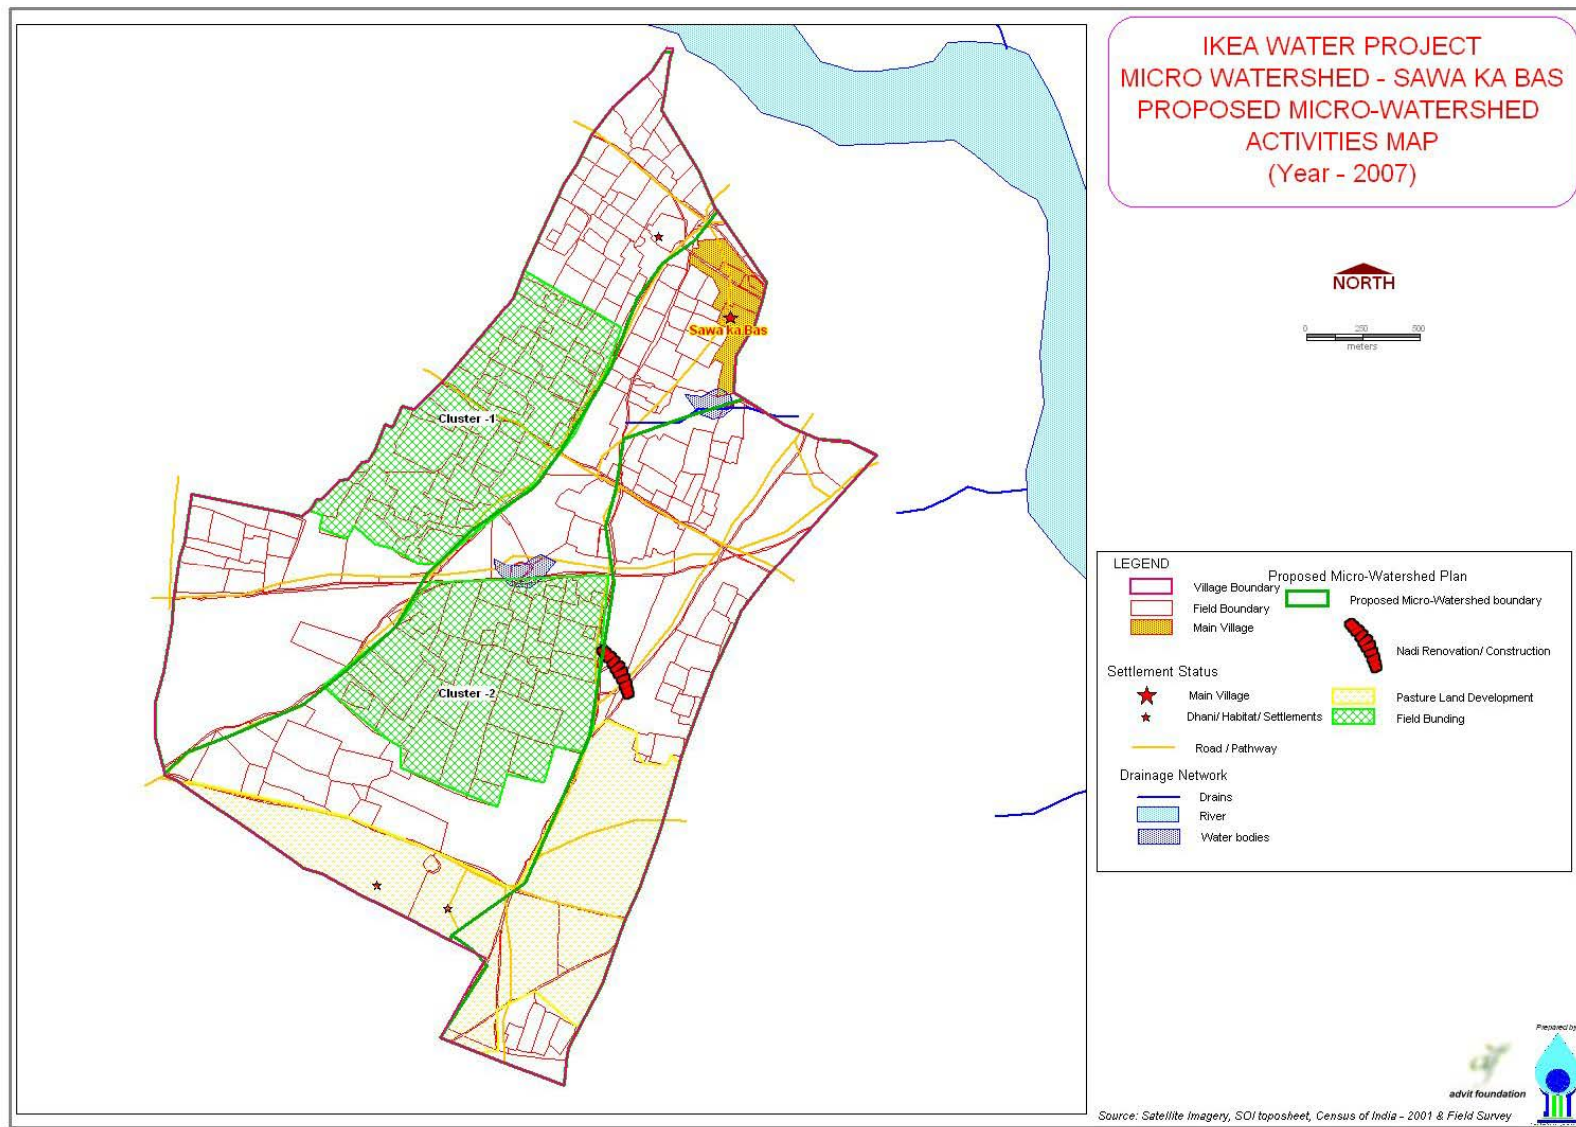 IKEA WATER PROJECT
MICRO WATERSHED - SAWA KA BAS
PROPOSED MICRO-WATERSHED
ACTIVITIES MAP
(Year - 2007)
NORTH
0 250 500
meters
Sawa ka Bas
Cluster -1
Cluster -2
LEGEND
Village Boundary
Field Boundary
Main Village
Settlement Status
Main Village
Dhani/ Habitat/ Settlements
Road / Pathway
Drainage Network
Drains
River
Water bodies
Proposed Micro-Watershed Plan
Proposed Micro-Watershed boundary
Nadi Renovation/ Construction
Pasture Land Development
Field Bunding
Prepared by
advit foundation
Source: Satellite Imagery, SOI toposheet, Census of India - 2001 & Field Survey